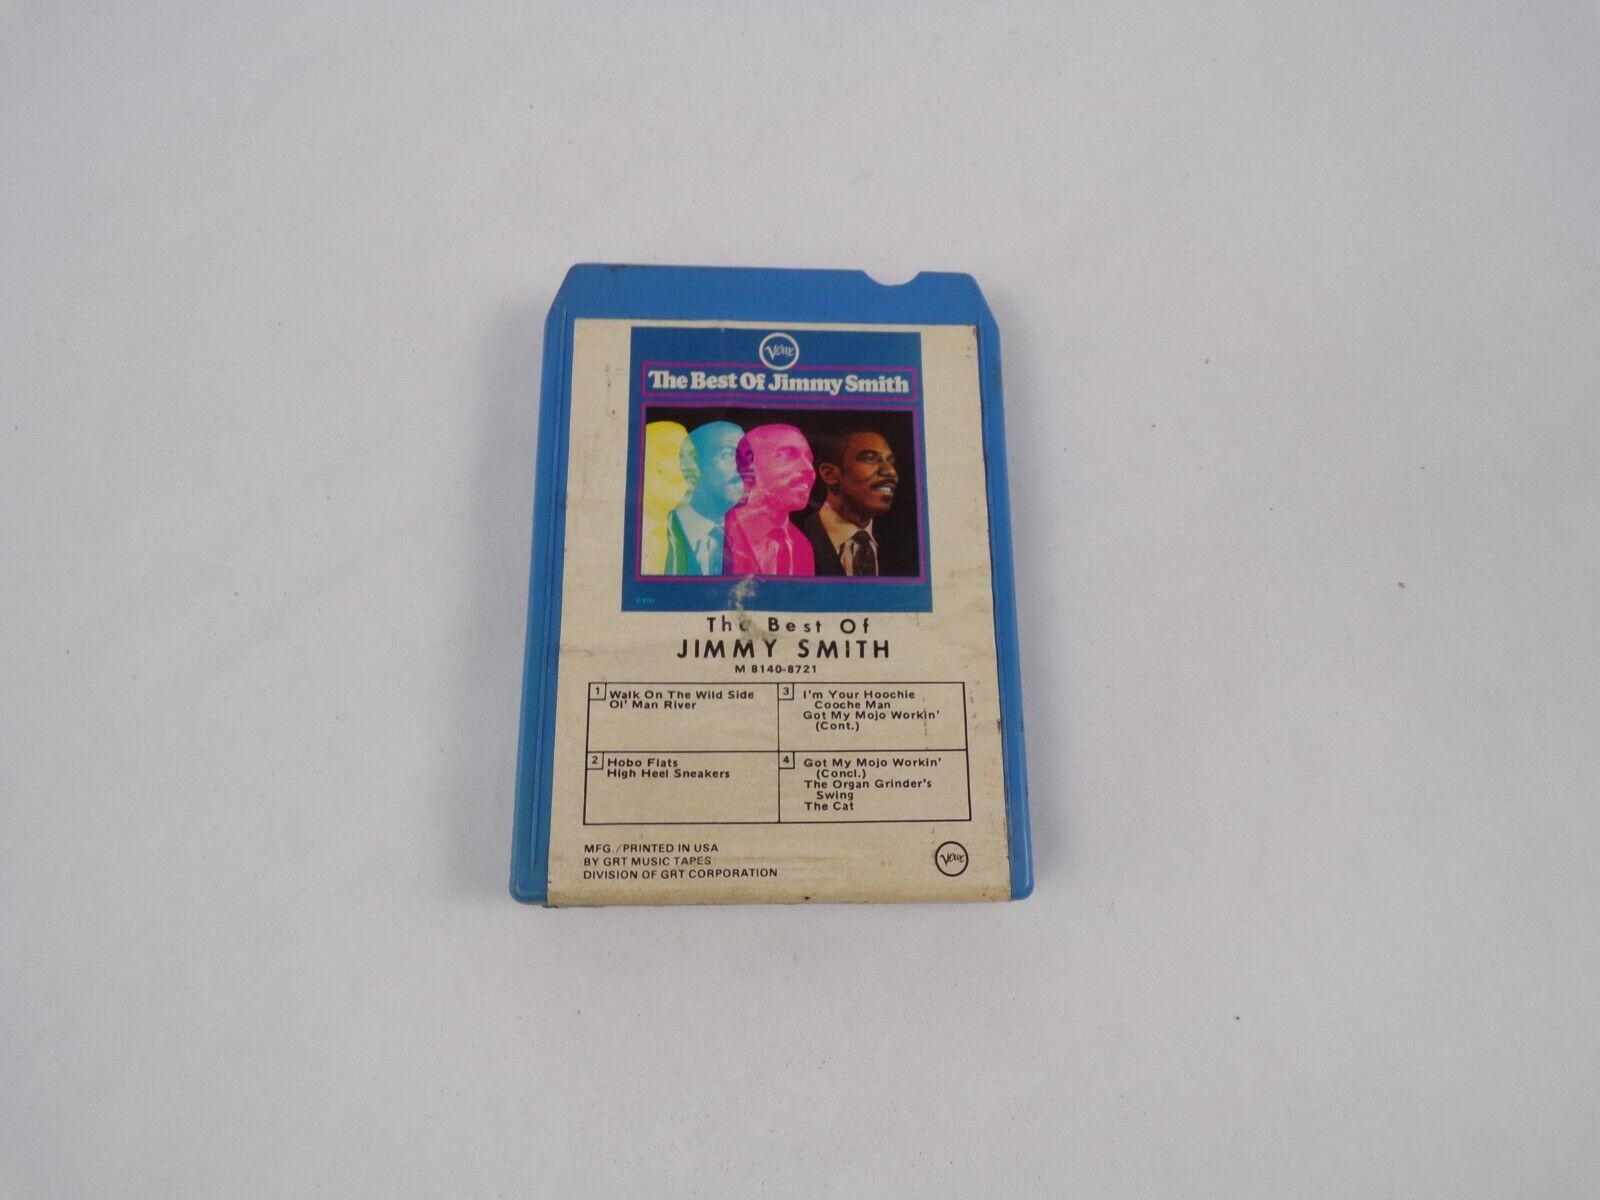 Verve
The Best Of Jimmy Smith
The Best Of
JIMMY SMITH
M 8140-8721
1 Walk On The Wild Side
Ol' Man River
2 Hobo Flats
High Heel Sneakers
3 I'm Your Hoochie
Cooche Man
Got My Mojo Workin'
(Cont.)
4 Got My Mojo Workin'
(Concl.)
The Organ Grinder's
Swing
The Cat
MFG./PRINTED IN USA
BY GRT MUSIC TAPES
DIVISION OF GRT CORPORATION
Verve